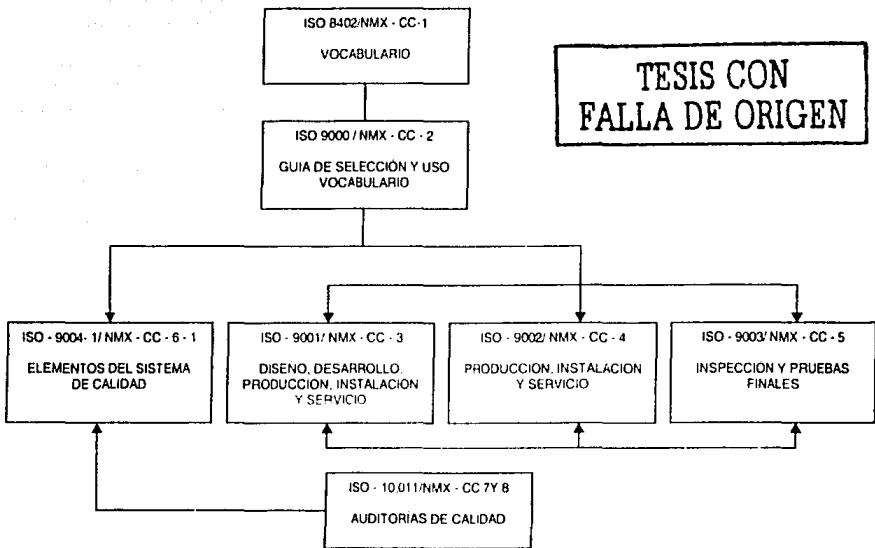 ISO 8402/NMX - CC-1
VOCABULARIO
TESIS CON
FALLA DE ORIGEN
ISO 9000 / NMX - CC - 2
GUIA DE SELECCIÓN Y USO
VOCABULARIO
ISO - 9004- 1/ NMX - CC - 6 - 1
ELEMENTOS DEL SISTEMA
DE CALIDAD
ISO - 9001/ NMX - CC - 3
DISEÑO, DESARROLLO,
PRODUCCION, INSTALACION
Y SERVICIO
ISO - 9002/ NMX - CC - 4
PRODUCCION, INSTALACION
Y SERVICIO
ISO - 9003/ NMX - CC - 5
INSPECCIÓN Y PRUEBAS
FINALES
ISO - 10,011/NMX - CC 7Y 8
AUDITORÍAS DE CALIDAD